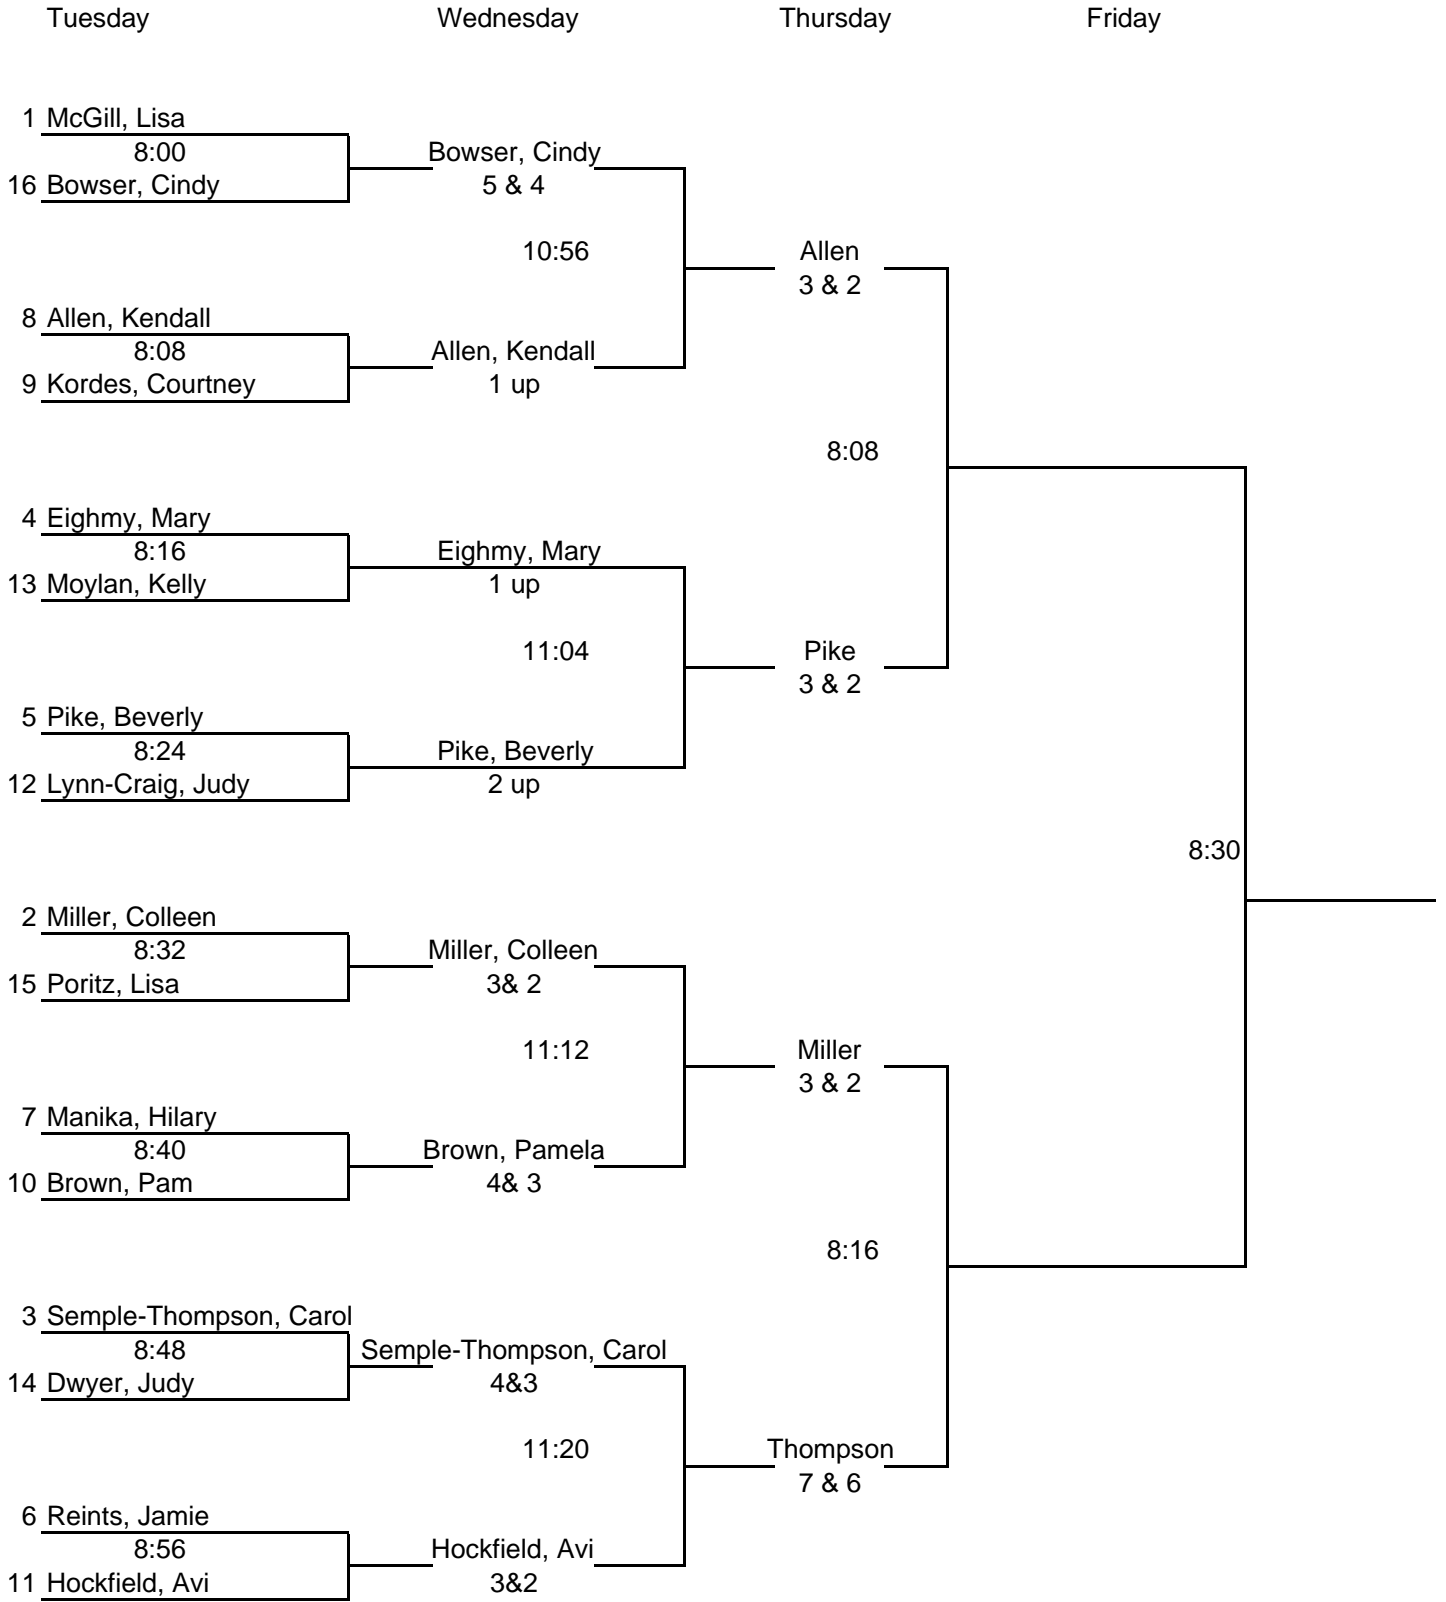 Tuesday Wednesday Thursday Friday
1 McGill, Lisa
8:00 Bowser, Cindy
16 Bowser, Cindy 5 & 4
10:56 Allen
3 & 2
8 Allen, Kendall
8:08 Allen, Kendall
9 Kordes, Courtney 1 up
8:08
4 Eighmy, Mary
8:16 Eighmy, Mary
13 Moylan, Kelly 1 up
11:04 Pike
3 & 2
5 Pike, Beverly
8:24 Pike, Beverly
12 Lynn-Craig, Judy 2 up
8:30
2 Miller, Colleen
8:32 Miller, Colleen
15 Poritz, Lisa 3& 2
11:12 Miller
3 & 2
7 Manika, Hilary
8:40 Brown, Pamela
10 Brown, Pam 4& 3
8:16
3 Semple-Thompson, Carol
8:48 Semple-Thompson, Carol
14 Dwyer, Judy 4&3
11:20 Thompson
7 & 6
6 Reints, Jamie
8:56 Hockfield, Avi
11 Hockfield, Avi 3&2